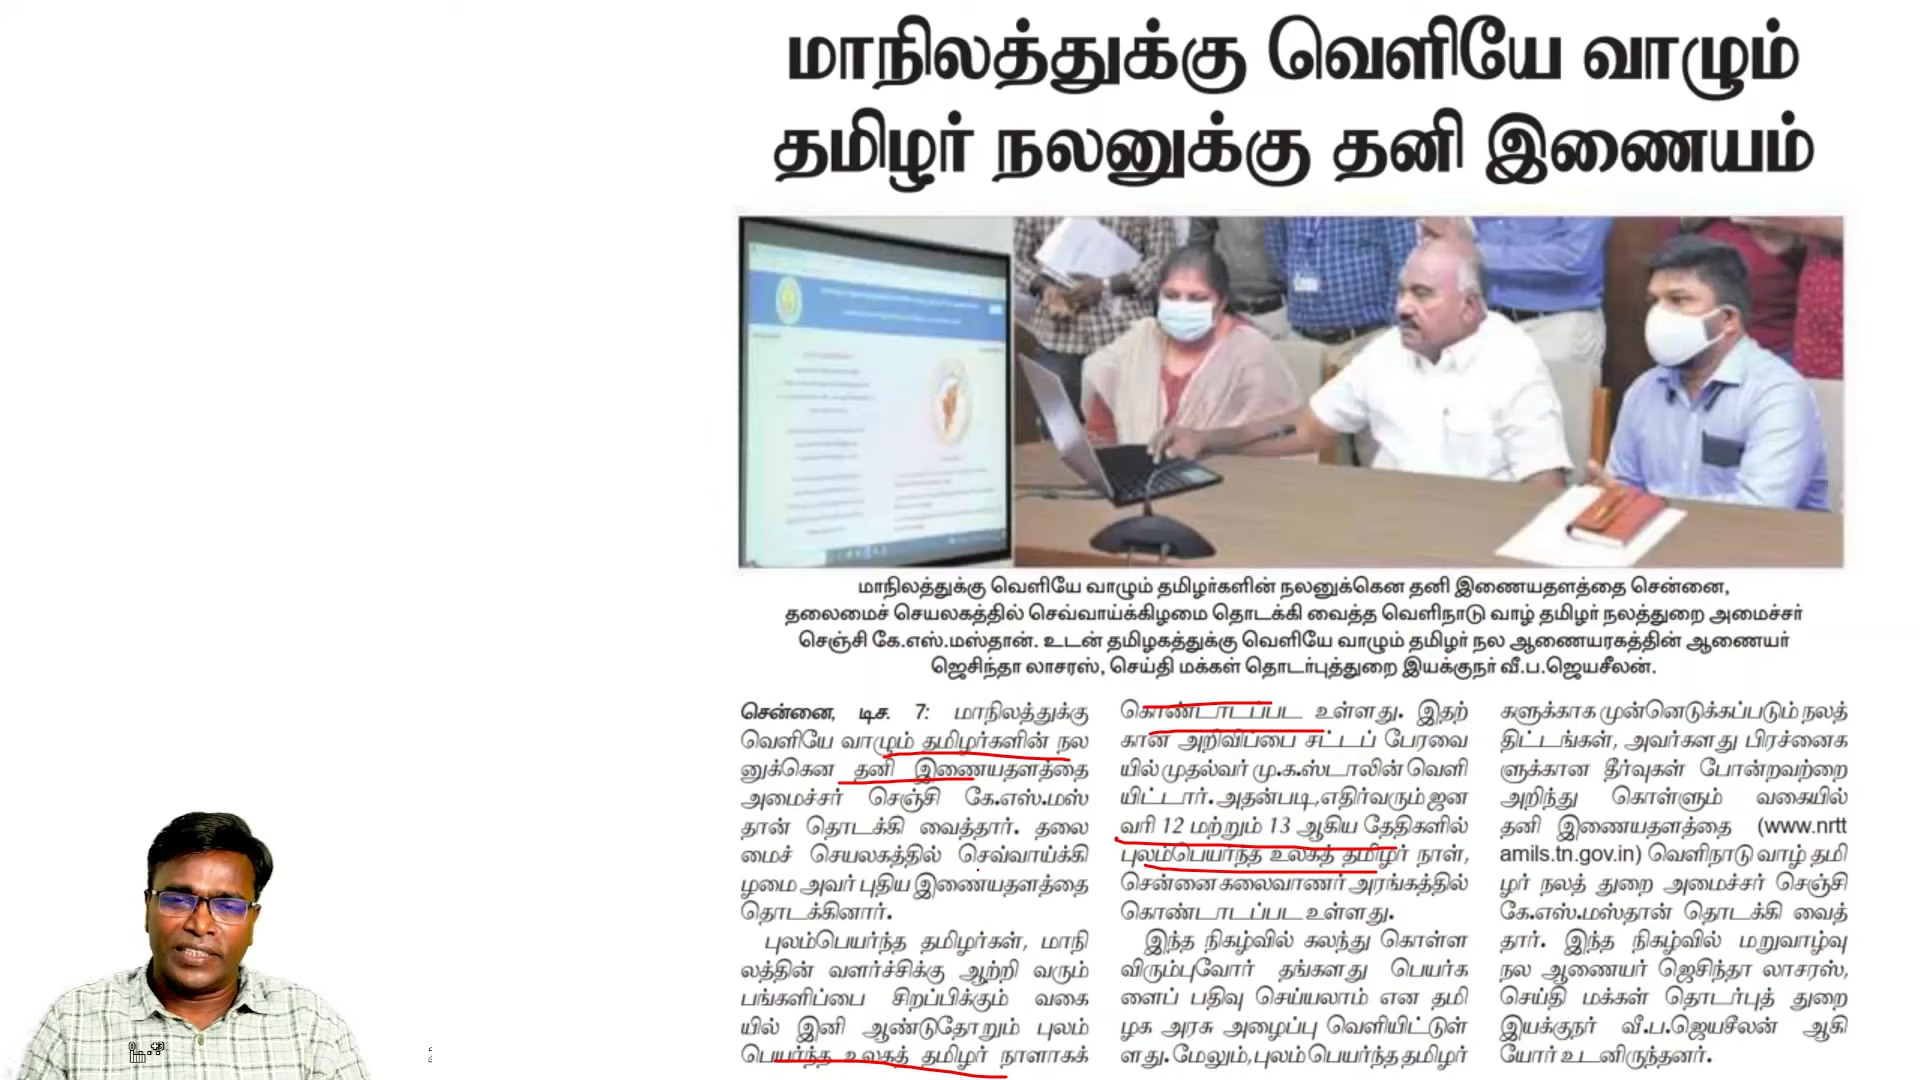 மாநிலத்துக்கு வெளியே வாழும்
தமிழர் நலனுக்கு தனி இணையம்
மாநிலத்துக்கு வெளியே வாழும் தமிழர்களின் நலனுக்கென தனி இணையதளத்தை சென்னை,
தலைமைச் செயலகத்தில் செவ்வாய்க்கிழமை தொடக்கி வைத்த வெளிநாடு வாழ் தமிழர் நலத்துறை அமைச்சர்
செஞ்சி கே.எஸ்.மஸ்தான். உடன் தமிழகத்துக்கு வெளியே வாழும் தமிழர் நல ஆணையரகத்தின் ஆணையர்
ஜெசிந்தா லாசரஸ், செய்தி மக்கள் தொடர்புத்துறை இயக்குநர் வீ.ப.ஜெயசீலன்.
சென்னை, டிச. 7: மாநிலத்துக்கு
வெளியே வாழும் தமிழர்களின் நல
னுக்கென தனி இணையதளத்தை
அமைச்சர் செஞ்சி கே.எஸ்.மஸ்
தான் தொடக்கி வைத்தார். தலை
மைச் செயலகத்தில் செவ்வாய்க்கி
ழமை அவர் புதிய இணையதளத்தை
தொடக்கினார்.
புலம்பெயர்ந்த தமிழர்கள், மாநி
லத்தின் வளர்ச்சிக்கு ஆற்றி வரும்
பங்களிப்பை சிறப்பிக்கும் வகை
யில் இனி ஆண்டுதோறும் புலம்
பெயர்ந்த உலகத் தமிழர் நாளாகக்
கொண்டாடப்பட உள்ளது. இதற்
கான அறிவிப்பை சட்டப் பேரவை
யில் முதல்வர் மு.க.ஸ்டாலின் வெளி
யிட்டார். அதன்படி, எதிர்வரும் ஜன
வரி 12 மற்றும் 13 ஆகிய தேதிகளில்
புலம்பெயர்ந்த உலகத் தமிழர் நாள்,
சென்னை கலைவாணர் அரங்கத்தில்
கொண்டாடப்பட உள்ளது.
இந்த நிகழ்வில் கலந்து கொள்ள
விரும்புவோர் தங்களது பெயர்க
ளைப் பதிவு செய்யலாம் என தமி
ழக அரசு அழைப்பு வெளியிட்டுள்
ளது. மேலும், புலம்பெயர்ந்த தமிழர்
களுக்காக முன்னெடுக்கப்படும் நலத்
திட்டங்கள், அவர்களது பிரச்னைக
ளுக்கான தீர்வுகள் போன்றவற்றை
அறிந்து கொள்ளும் வகையில்
தனி இணையதளத்தை (www.nrtt
amils.tn.gov.in) வெளிநாடு வாழ் தமி
ழர் நலத் துறை அமைச்சர் செஞ்சி
கே.எஸ்.மஸ்தான் தொடக்கி வைத்
தார். இந்த நிகழ்வில் மறுவாழ்வு
நல ஆணையர் ஜெசிந்தா லாசரஸ்,
செய்தி மக்கள் தொடர்புத் துறை
இயக்குநர் வீ.ப.ஜெயசீலன் ஆகி
யோர் உடனிருந்தனர்.